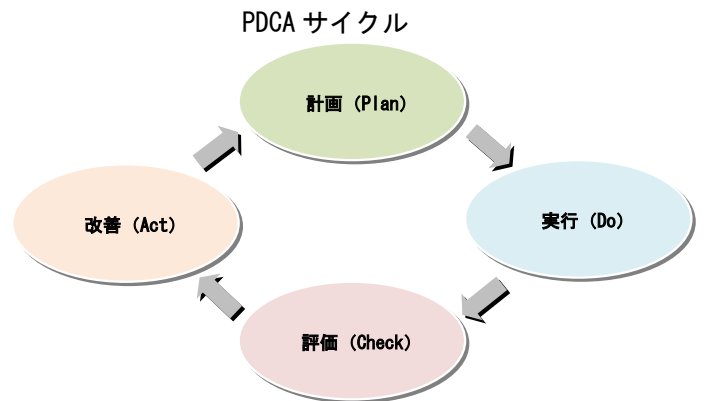 PDCA サイクル
計画（Plan）
実行（Do）
改善（Act）
評価（Check）